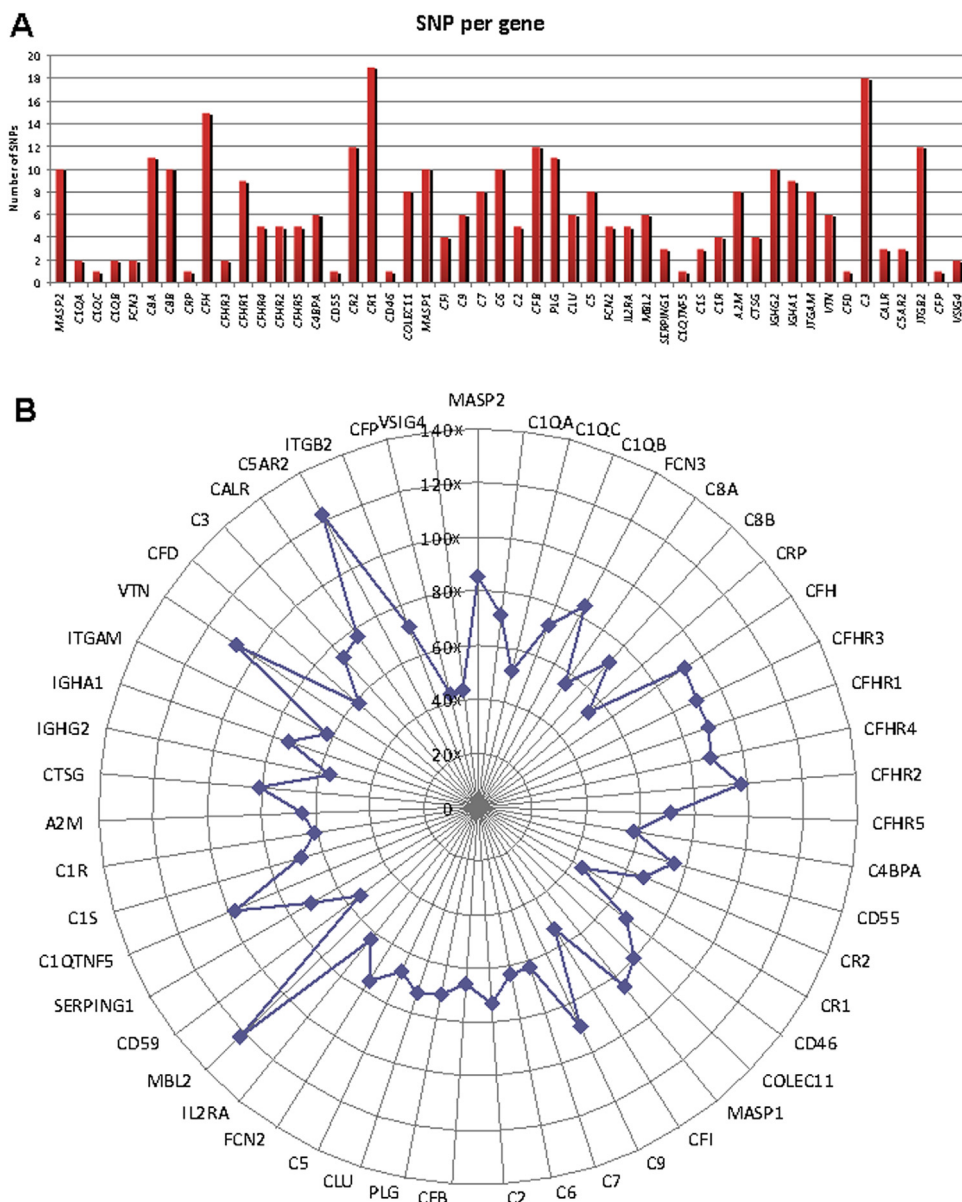 A
SNP per gene
Number of SNPs
20
18
16
14
12
10
8
6
4
2
0
MASP2 C1QA C1QC C1QB FCN3 C8A C8B CRP CFH CFHR3 CFHR1 CFHR4 CFHR2 CFHR5 C4BPA CD55 CR2 CR1 CD46 COLEC11 MASP1 CFI C9 C7 C6 C2 CFB PLG CLU C5 FCN2 IL2RA MBL2 SERPING1 C1QTNF5 C1S C1R A2M CTSG IGHG2 IGHA1 ITGAM VTN CFD C3 CALR C5AR2 ITGB2 CFP VSIG4
B
MASP2
C1QA
C1QC
C1QB
FCN3
C8A
C8B
CRP
CFH
CFHR3
CFHR1
CFHR4
CFHR2
CFHR5
C4BPA
CD55
CR2
CR1
CD46
COLEC11
MASP1
CFI
C9
C7
C6
C2
CFB
PLG
CLU
C5
FCN2
IL2RA
MBL2
CD59
SERPING1
C1QTNF5
C1S
C1R
A2M
CTSG
IGHG2
IGHA1
ITGAM
VTN
CFD
C3
CALR
C5AR2
ITGB2
CFP
VSIG4
140X
120X
100X
80X
60X
40X
20X
0